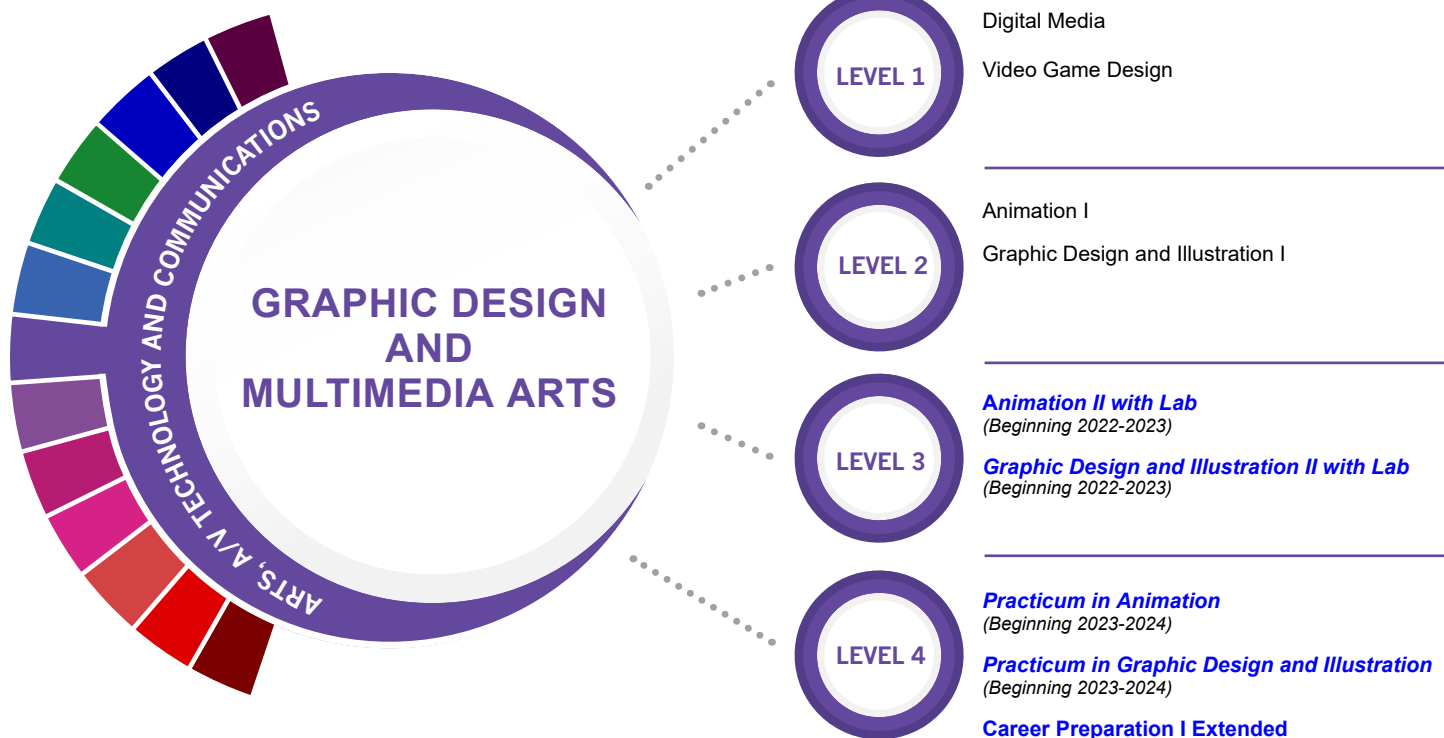 ARTS, A/V TECHNOLOGY AND COMMUNICATIONS
GRAPHIC DESIGN
AND
MULTIMEDIA ARTS
LEVEL 1
Digital Media
Video Game Design
LEVEL 2
Animation I
Graphic Design and Illustration I
LEVEL 3
Animation II with Lab
(Beginning 2022-2023)
Graphic Design and Illustration II with Lab
(Beginning 2022-2023)
LEVEL 4
Practicum in Animation
(Beginning 2023-2024)
Practicum in Graphic Design and Illustration
(Beginning 2023-2024)
Career Preparation I Extended